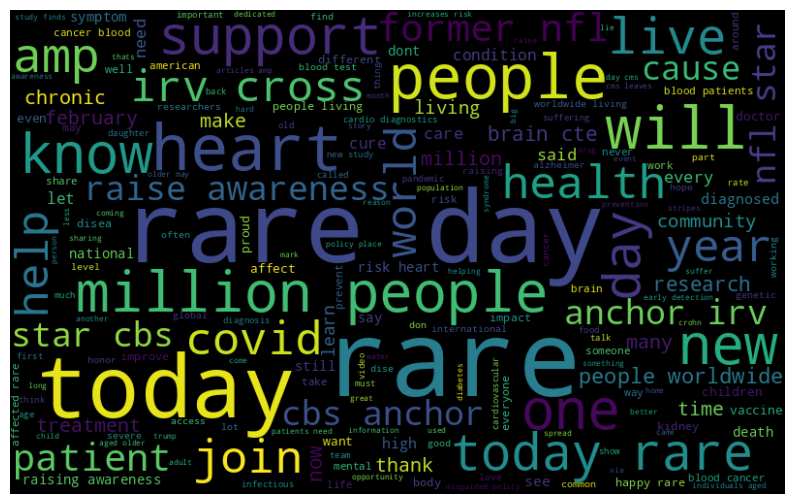 study finds
important
dedicated
find
increases risk
lie
around
symptom
cancer blood
need
support
former nfl
live
amp
different
thats
awareness
articles amp
blood test
month
dont
condition
thing
day cms
cms leaves
american
researchers
back
hard
people
well
irv cross
cause
star
chronic
people living
living
worldwide living
blood patients
even
february
make
cardio diagnostics
big
suffering
brain cte
will
nfl
doctor
may
daughter
old
cure
world
care
said
never
know
heart
new study
million
alzheimer
event
part
share
story
raising
work
hope
rate
let
raise awareness
older may
called
pandemic
health
every
diagnosed
disea
reason
population
risk
syndrome
prevention
community
help
less
coming
often
proud
rare day
day
year
national
sharing
person
mark
policy place
stripes
suffer
working
level
affect
risk heart
helping
cancer
research
much
million people
prevent
brain
genetic
another
global
diagnosis
say
impact
early detection
star cbs
covid
learn
don
international
food
crohn
anchor irv
first
honor
still
talk
someone
many
new
affected rare
improve
come
take
dise
must
video
water
rare
diabetes
cardiovascular
everyone
something
people worldwide
long
think
today
great
cbs anchor
one
way
children
age
access
lot
used
better
home
treatment
severe
patients need
information
good
time
vaccine
child
trump
want
high
spread
came
kidney
death
aged older
now
team
thank
see
today rare
show
via
patient
join
mental
body
love
blood cancer
raising awareness
adult
infectious
life
opportunity
misguided policy
common
happy rare
individuals aged